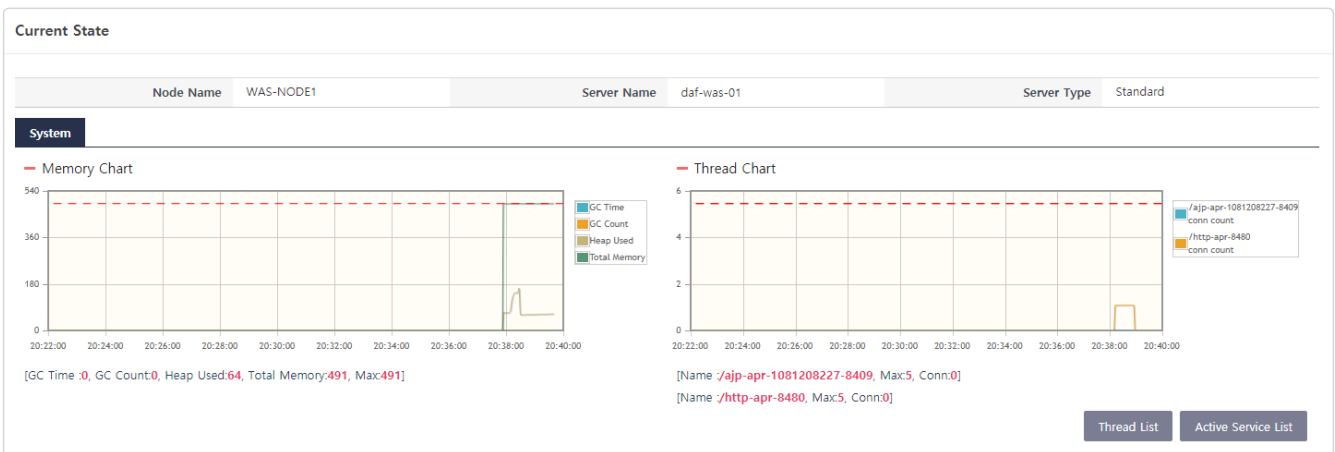 Current State
Node Name WAS-NODE1 Server Name daf-was-01 Server Type Standard
System
Memory Chart
540
360
180
0
20:22:00 20:24:00 20:26:00 20:28:00 20:30:00 20:32:00 20:34:00 20:36:00 20:38:00 20:40:00
GC Time
GC Count
Heap Used
Total Memory
[GC Time :0, GC Count:0, Heap Used:64, Total Memory:491, Max:491]
Thread Chart
6
4
2
0
20:22:00 20:24:00 20:26:00 20:28:00 20:30:00 20:32:00 20:34:00 20:36:00 20:38:00 20:40:00
/ajp-apr-1081208227-8409
conn count
/http-apr-8480
conn count
[Name :/ajp-apr-1081208227-8409, Max:5, Conn:0]
[Name :/http-apr-8480, Max:5, Conn:0]
Thread List Active Service List